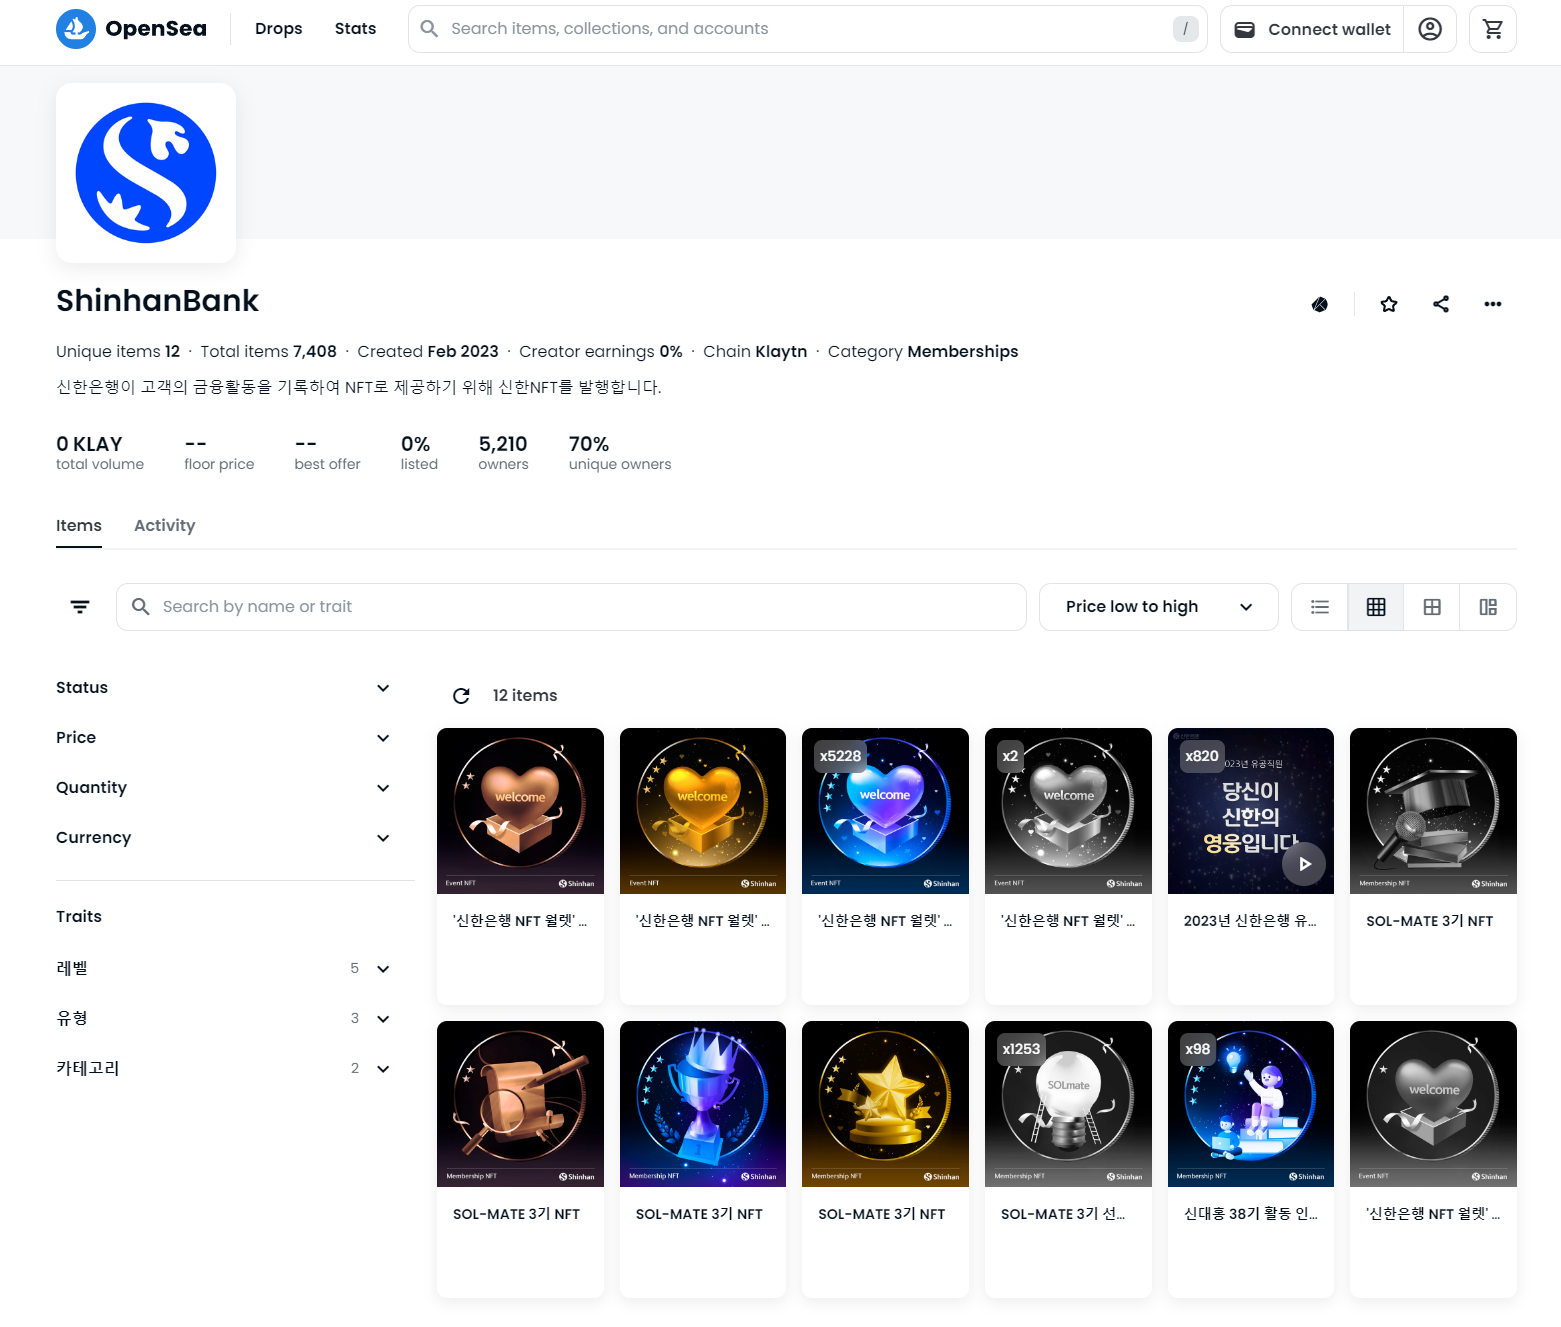 OpenSea
Drops
Stats
Search items, collections, and accounts
/
Connect wallet
ShinhanBank
Unique items 12 · Total items 7,408 · Created Feb 2023 · Creator earnings 0% · Chain Klaytn · Category Memberships
신한은행이 고객의 금융활동을 기록하여 NFT로 제공하기 위해 신한NFT를 발행합니다.
0 KLAY
total volume
--
floor price
--
best offer
0%
listed
5,210
owners
70%
unique owners
Items
Activity
Search by name or trait
Price low to high
Status
Price
Quantity
Currency
Traits
레벨 5
유형 3
카테고리 2
12 items
welcome
Event NFT
Shinhan
'신한은행 NFT 월렛' ...
welcome
Event NFT
Shinhan
'신한은행 NFT 월렛' ...
x5228
welcome
Event NFT
Shinhan
'신한은행 NFT 월렛' ...
x2
welcome
Event NFT
Shinhan
'신한은행 NFT 월렛' ...
x820
023년 유공직원
당신이
신한의
영웅입니다
2023년 신한은행 유...
Membership NFT
Shinhan
SOL-MATE 3기 NFT
Membership NFT
Shinhan
SOL-MATE 3기 NFT
Membership NFT
Shinhan
SOL-MATE 3기 NFT
Membership NFT
Shinhan
SOL-MATE 3기 NFT
x1253
SOLmate
Membership NFT
Shinhan
SOL-MATE 3기 선...
x98
Membership NFT
Shinhan
신대홍 38기 활동 인...
welcome
Event NFT
Shinhan
'신한은행 NFT 월렛' ...